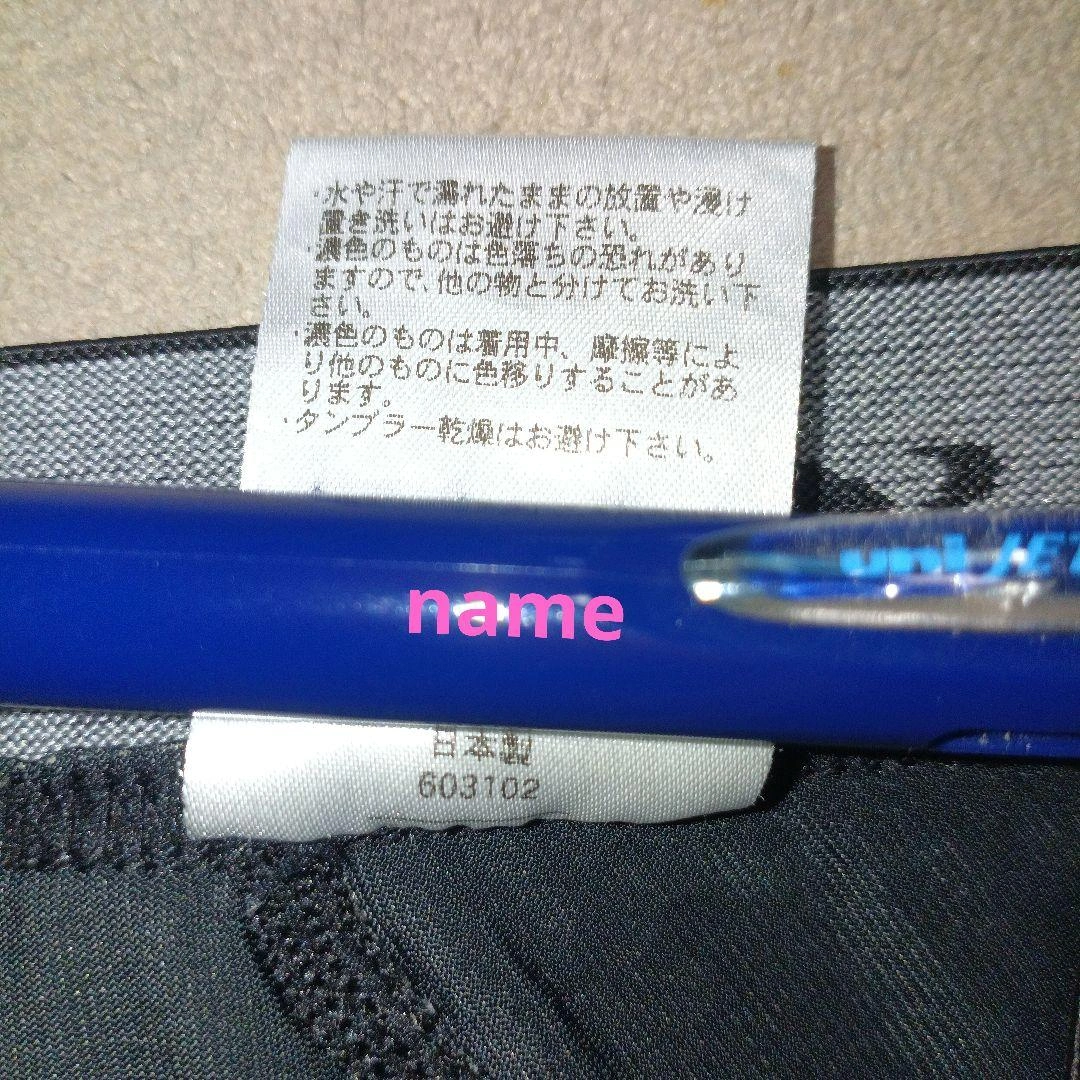 ・水や汗で濡れたままの放置や浸け
置き洗いはお避け下さい。
・濃色のものは色落ちの恐れがあり
ますので、他の物と分けてお洗い下
さい。
・濃色のものは着用中、摩擦等によ
り他のものに色移りすることがあ
ります。
・タンブラー乾燥はお避け下さい。
uni JE
name
日本製
603102